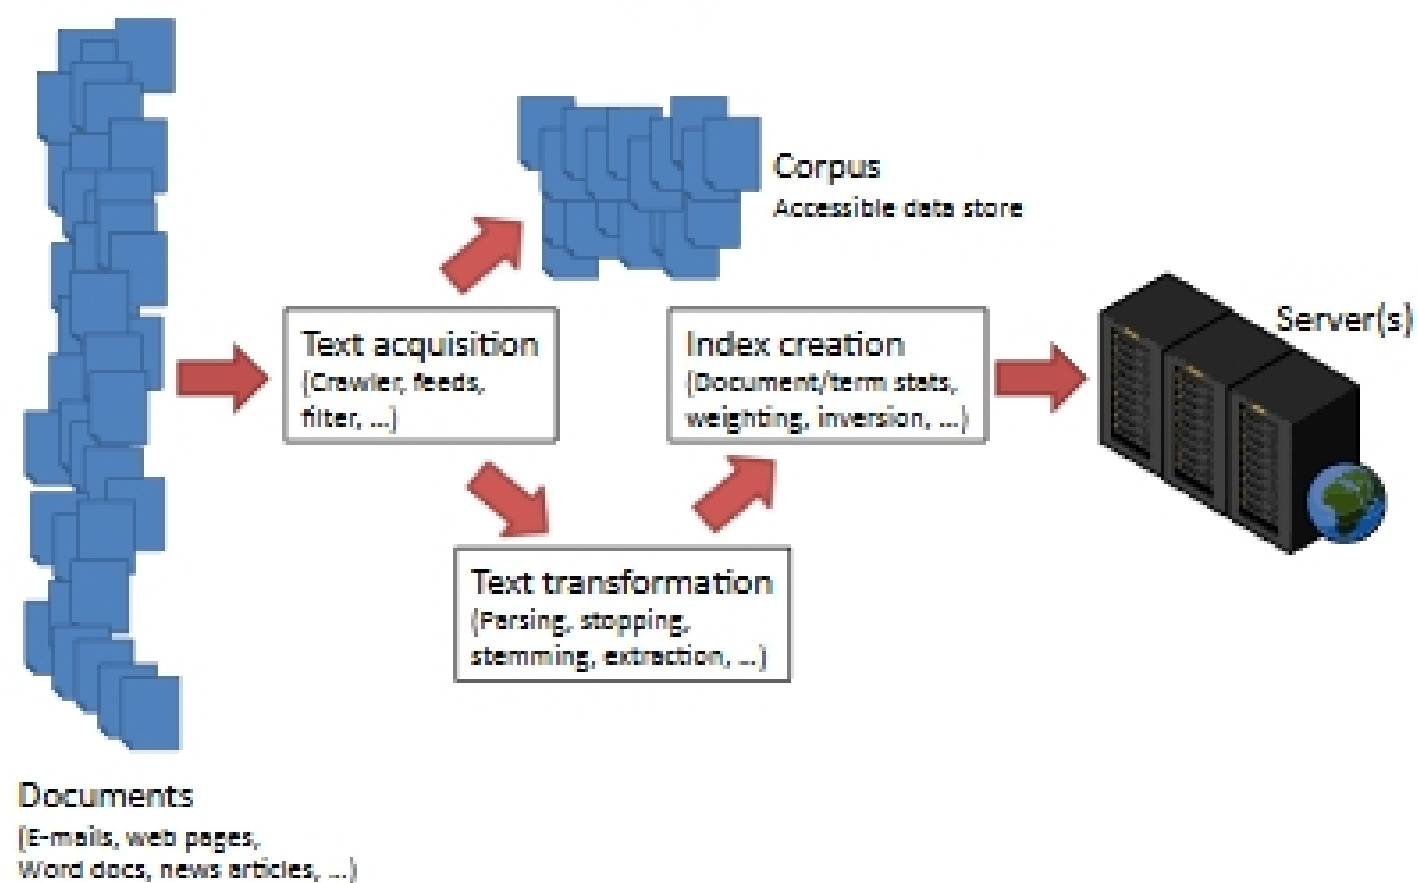 Corpus
Accessible data store
Server(s)
Text acquisition
(Crawler, feeds,
filter, ...)
Index creation
(Document/term stats,
weighting, inversion, ...)
Text transformation
(Parsing, stopping,
stemming, extraction, ...)
Documents
(E-mails, web pages,
Word docs, news articles, ...)